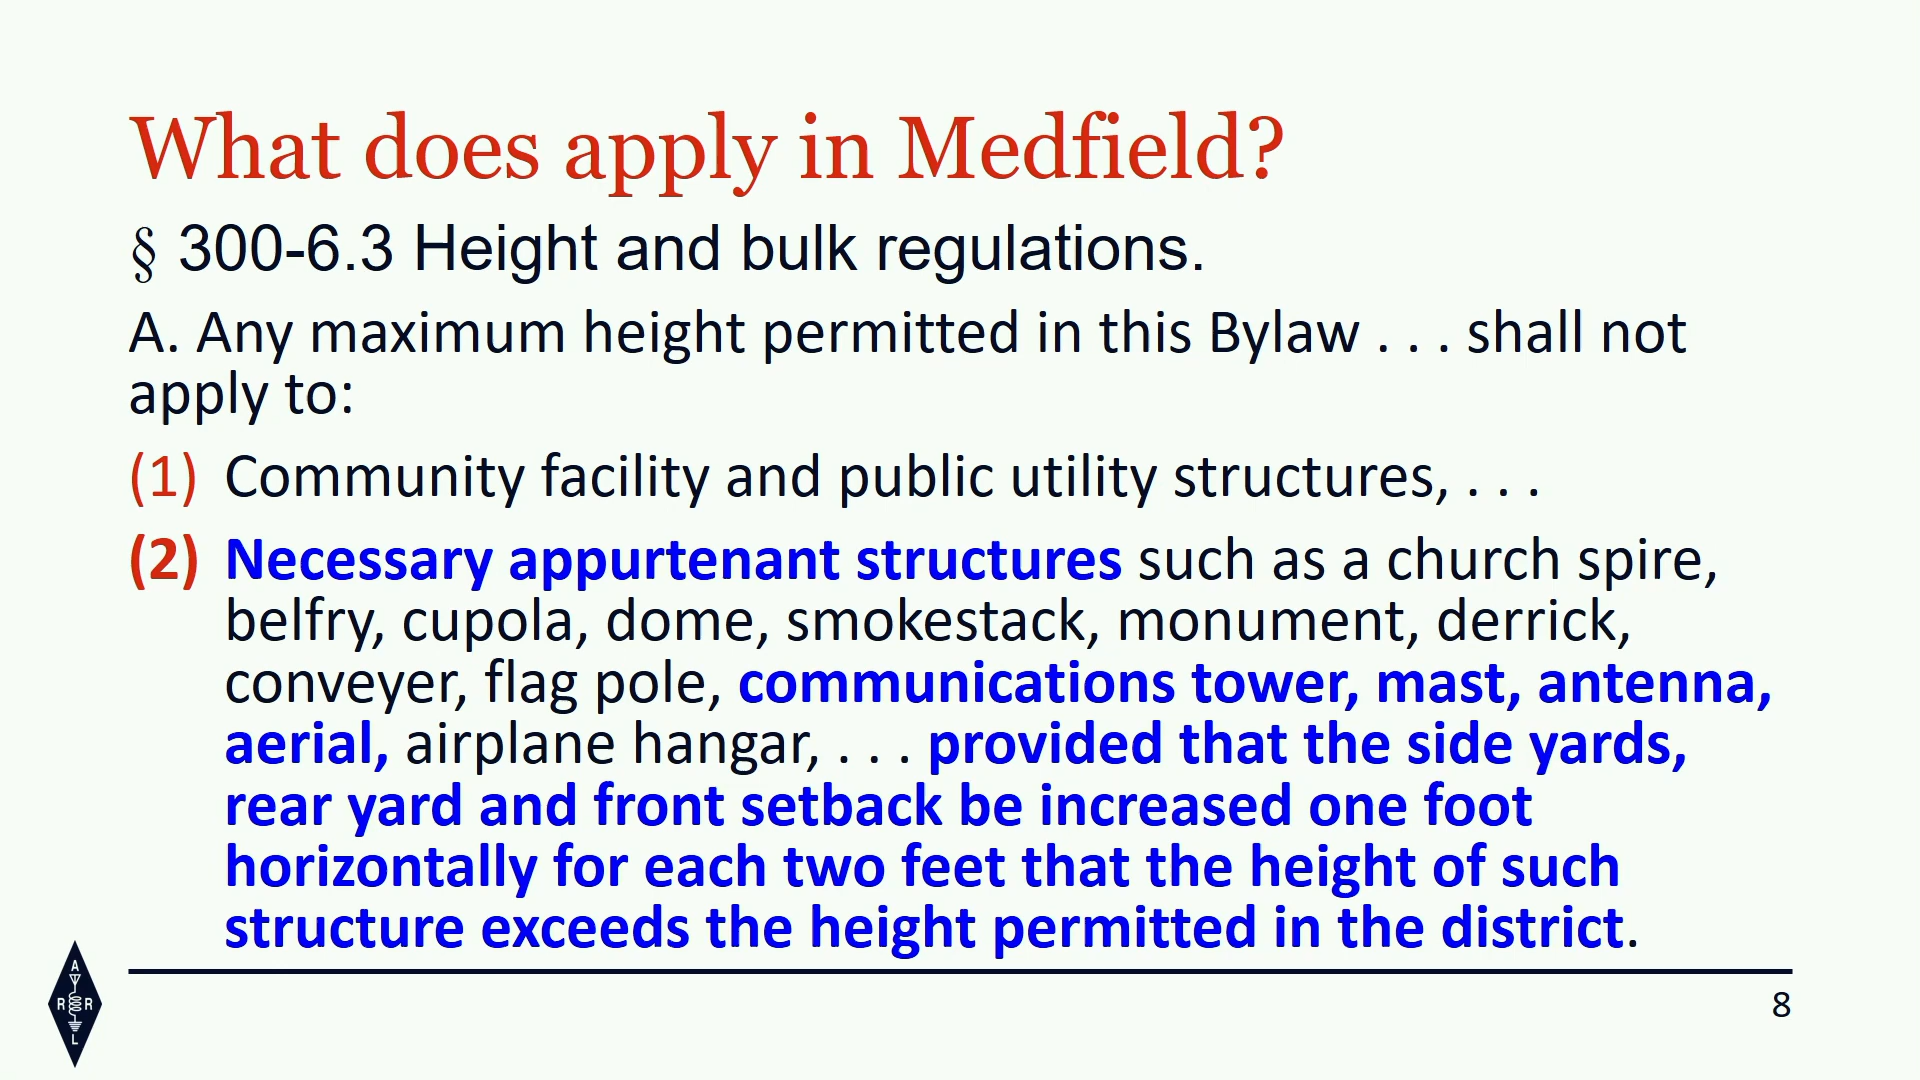 What does apply in Medfield?
§ 300-6.3 Height and bulk regulations.
A. Any maximum height permitted in this Bylaw . . . shall not
apply to:
(1) Community facility and public utility structures, . . .
(2) Necessary appurtenant structures such as a church spire,
belfry, cupola, dome, smokestack, monument, derrick,
conveyer, flag pole, communications tower, mast, antenna,
aerial, airplane hangar, . . . provided that the side yards,
rear yard and front setback be increased one foot
horizontally for each two feet that the height of such
structure exceeds the height permitted in the district.
A
R R
L
8